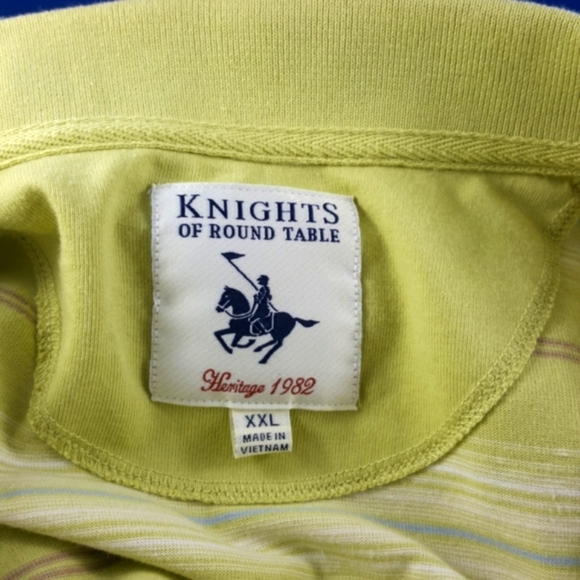 KNIGHTS
OF ROUND TABLE
Heritage 1982
XXL
MADE IN
VIETNAM